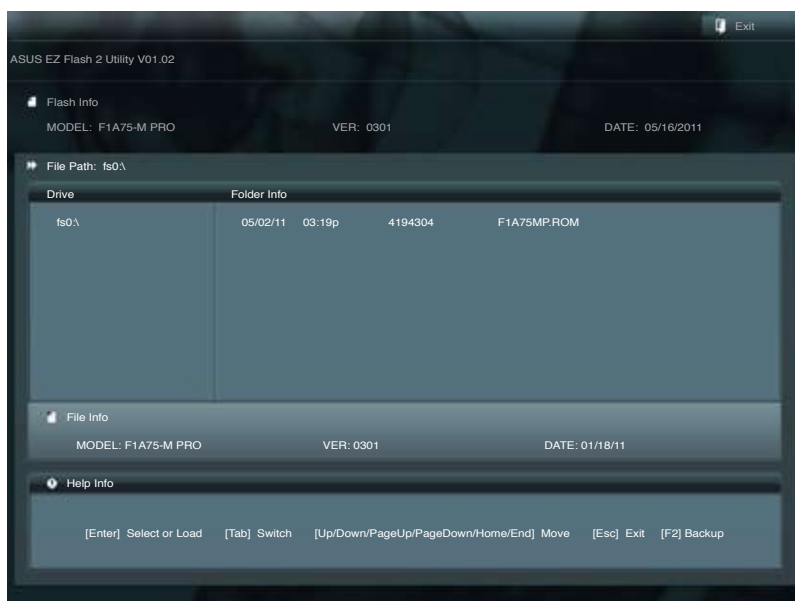 Exit
ASUS EZ Flash 2 Utility V01.02
Flash Info
MODEL: F1A75-M PRO VER: 0301 DATE: 05/16/2011
File Path: fs0:\
Drive Folder Info
fs0:\ 05/02/11 03:19p 4194304 F1A75MP.ROM
File Info
MODEL: F1A75-M PRO VER: 0301 DATE: 01/18/11
Help Info
[Enter] Select or Load [Tab] Switch [Up/Down/PageUp/PageDown/Home/End] Move [Esc] Exit [F2] Backup